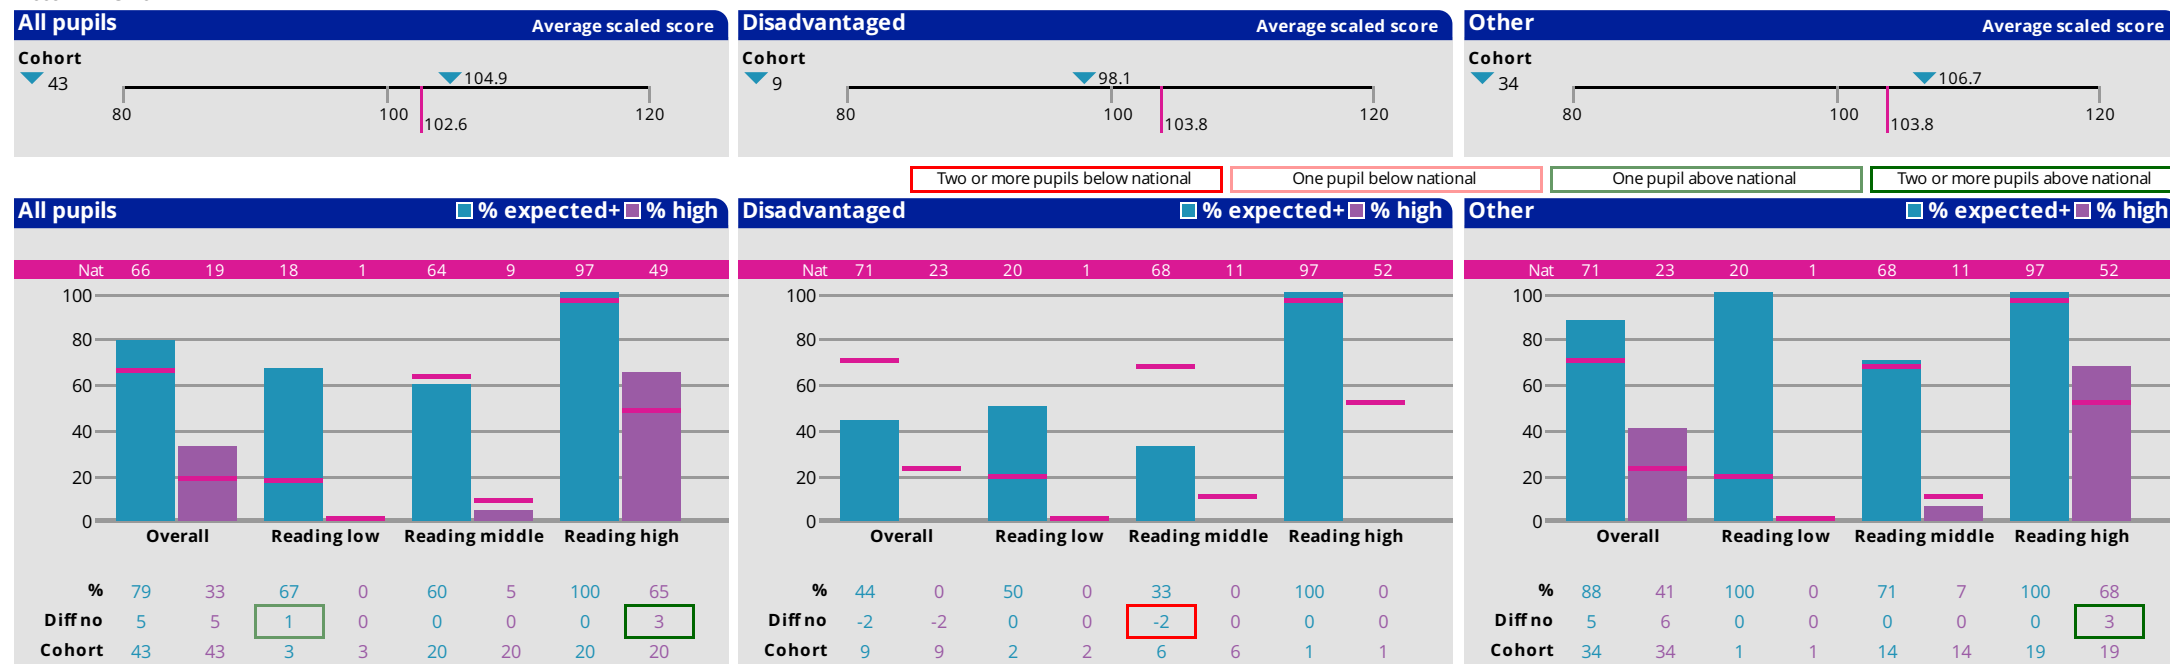 All pupils Average scaled score
Cohort
43
104.9
80 100 120
102.6
Disadvantaged Average scaled score
Cohort
9
98.1
80 100 120
103.8
Other Average scaled score
Cohort
34
106.7
80 100 120
103.8
Two or more pupils below national One pupil below national One pupil above national Two or more pupils above national
All pupils % expected+ % high
Nat 66 19 18 1 64 9 97 49
100
80
60
40
20
0
Overall Reading low Reading middle Reading high
% 79 33 67 0 60 5 100 65
Diff no 5 5 1 0 0 0 0 3
Cohort 43 43 3 3 20 20 20 20
Disadvantaged % expected+ % high
Nat 71 23 20 1 68 11 97 52
100
80
60
40
20
0
Overall Reading low Reading middle Reading high
% 44 0 50 0 33 0 100 0
Diff no -2 -2 0 0 -2 0 0 0
Cohort 9 9 2 2 6 6 1 1
Other % expected+ % high
Nat 71 23 20 1 68 11 97 52
100
80
60
40
20
0
Overall Reading low Reading middle Reading high
% 88 41 100 0 71 7 100 68
Diff no 5 6 0 0 0 0 0 3
Cohort 34 34 1 1 14 14 19 19